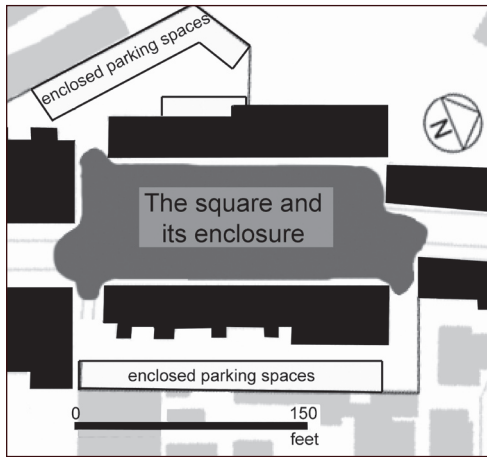 enclosed parking spaces
N
The square and
its enclosure
enclosed parking spaces
0 150
feet